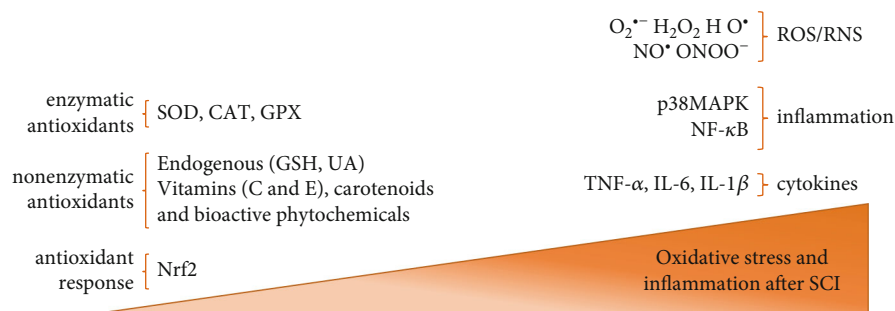 O₂•⁻ H₂O₂ H O•
NO• ONOO⁻
ROS/RNS
enzymatic
antioxidants
SOD, CAT, GPX
p38MAPK
NF-κB
inflammation
nonenzymatic
antioxidants
Endogenous (GSH, UA)
Vitamins (C and E), carotenoids
and bioactive phytochemicals
TNF-α, IL-6, IL-1β
cytokines
antioxidant
response
Nrf2
Oxidative stress and
inflammation after SCI